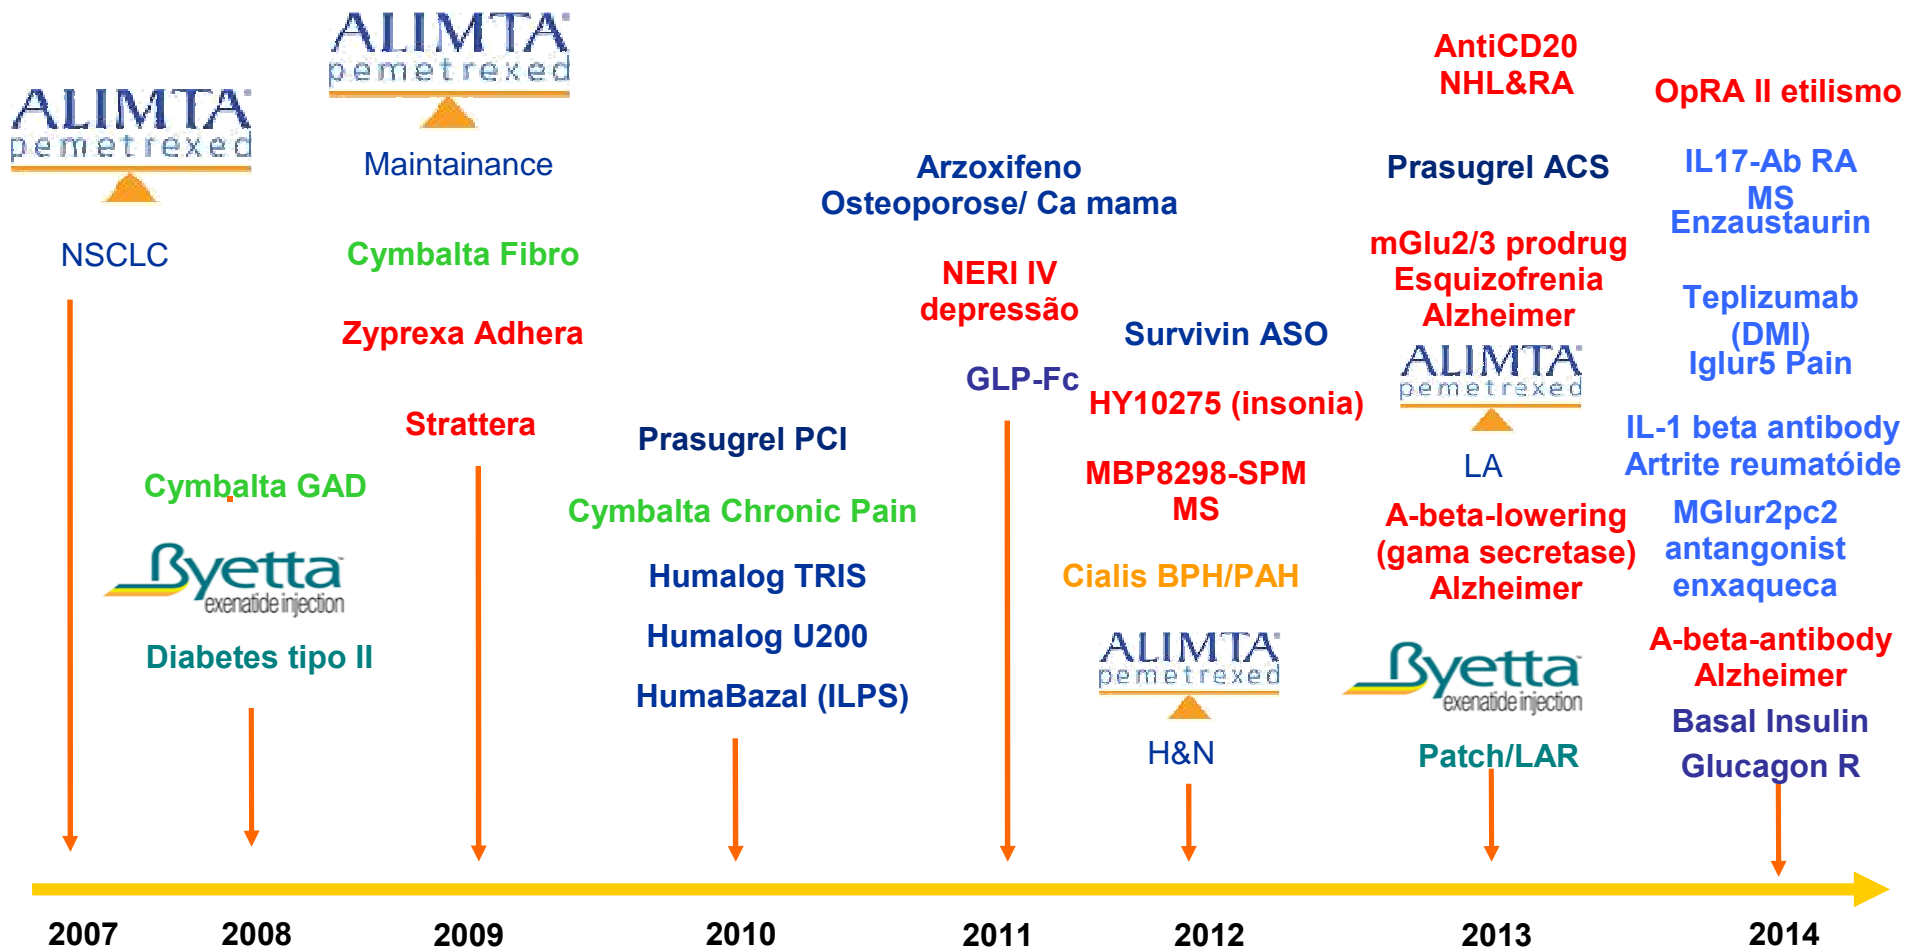 ALIMTA®
pemetrexed
NSCLC
Cymbalta GAD
Byetta™
exenatide injection
Diabetes tipo II
ALIMTA®
pemetrexed
Maintainance
Cymbalta Fibro
Zyprexa Adhera
Strattera
Prasugrel PCI
Cymbalta Chronic Pain
Humalog TRIS
Humalog U200
HumaBazal (ILPS)
Arzoxifeno
Osteoporose/ Ca mama
NERI IV
depressão
GLP-Fc
Survivin ASO
HY10275 (insonia)
MBP8298-SPM
MS
Cialis BPH/PAH
ALIMTA®
pemetrexed
H&N
AntiCD20
NHL&RA
Prasugrel ACS
mGlu2/3 prodrug
Esquizofrenia
Alzheimer
ALIMTA®
pemetrexed
LA
A-beta-lowering
(gama secretase)
Alzheimer
Byetta™
exenatide injection
Patch/LAR
OpRA II etilismo
IL17-Ab RA
MS
Enzaustaurin
Teplizumab
(DMI)
Iglur5 Pain
IL-1 beta antibody
Artrite reumatóide
MGlur2pc2
antangonist
enxaqueca
A-beta-antibody
Alzheimer
Basal Insulin
Glucagon R
2007
2008
2009
2010
2011
2012
2013
2014